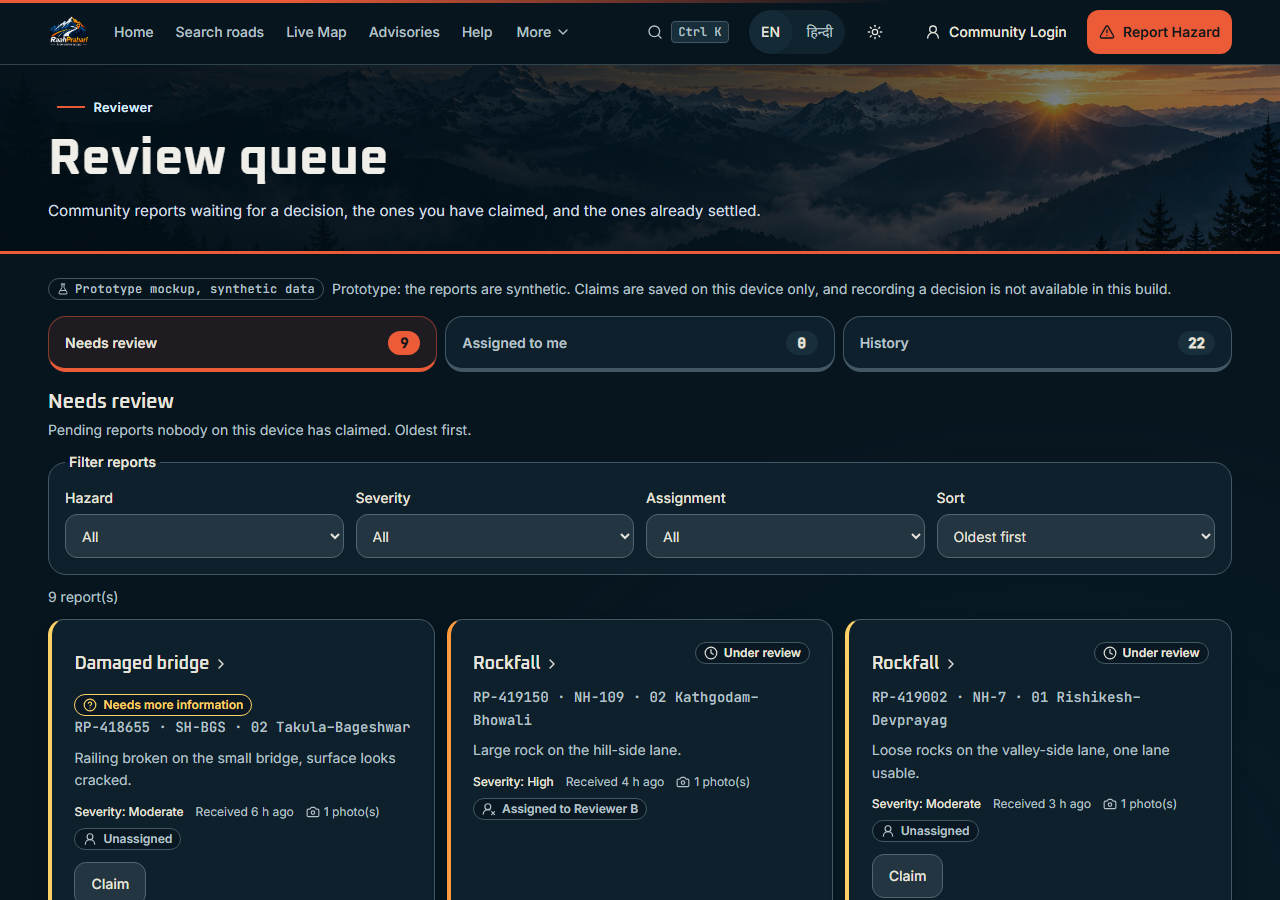 RaahPrahari
Home Search roads Live Map Advisories Help More Ctrl K EN हिन्दी Community Login Report Hazard
Reviewer
Review queue
Community reports waiting for a decision, the ones you have claimed, and the ones already settled.
Prototype mockup, synthetic data Prototype: the reports are synthetic. Claims are saved on this device only, and recording a decision is not available in this build.
Needs review 9 Assigned to me 0 History 22
Needs review
Pending reports nobody on this device has claimed. Oldest first.
Filter reports
Hazard Severity Assignment Sort
All All All Oldest first
9 report(s)
Damaged bridge
Needs more information
RP-418655 · SH-BGS · 02 Takula-Bageshwar
Railing broken on the small bridge, surface looks
cracked.
Severity: Moderate Received 6 h ago 1 photo(s)
Unassigned
Claim
Rockfall Under review
RP-419150 · NH-109 · 02 Kathgodam-
Bhowali
Large rock on the hill-side lane.
Severity: High Received 4 h ago 1 photo(s)
Assigned to Reviewer B
Rockfall Under review
RP-419002 · NH-7 · 01 Rishikesh-
Devprayag
Loose rocks on the valley-side lane, one lane
usable.
Severity: Moderate Received 3 h ago 1 photo(s)
Unassigned
Claim